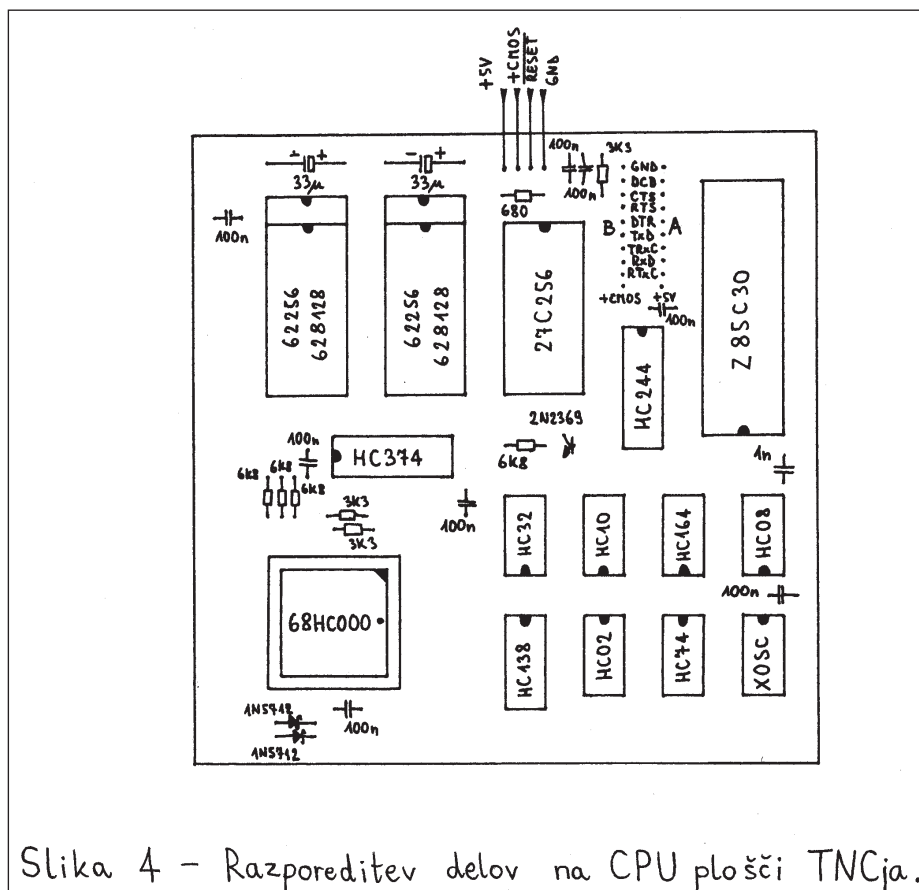 +5V
+CMOS
RESET
GND
33µ
33µ
100n
680
100n
100n
3K3
GND
DCD
CTS
RTS
DTR
TxD
TRxC
RxD
RTxC
B
A
+CMOS
+5V
100n
62256
628128
62256
628128
27C256
HC244
Z85C30
2N2369
6K8
1n
100n
HC374
6K8
6K8
6K8
3K3
3K3
100n
HC32
HC10
HC164
HC08
100n
68HC000
HC138
HC02
HC74
XOSC
1N5712
1N5712
100n
Slika 4 - Razporeditev delov na CPU plošči TNCja.